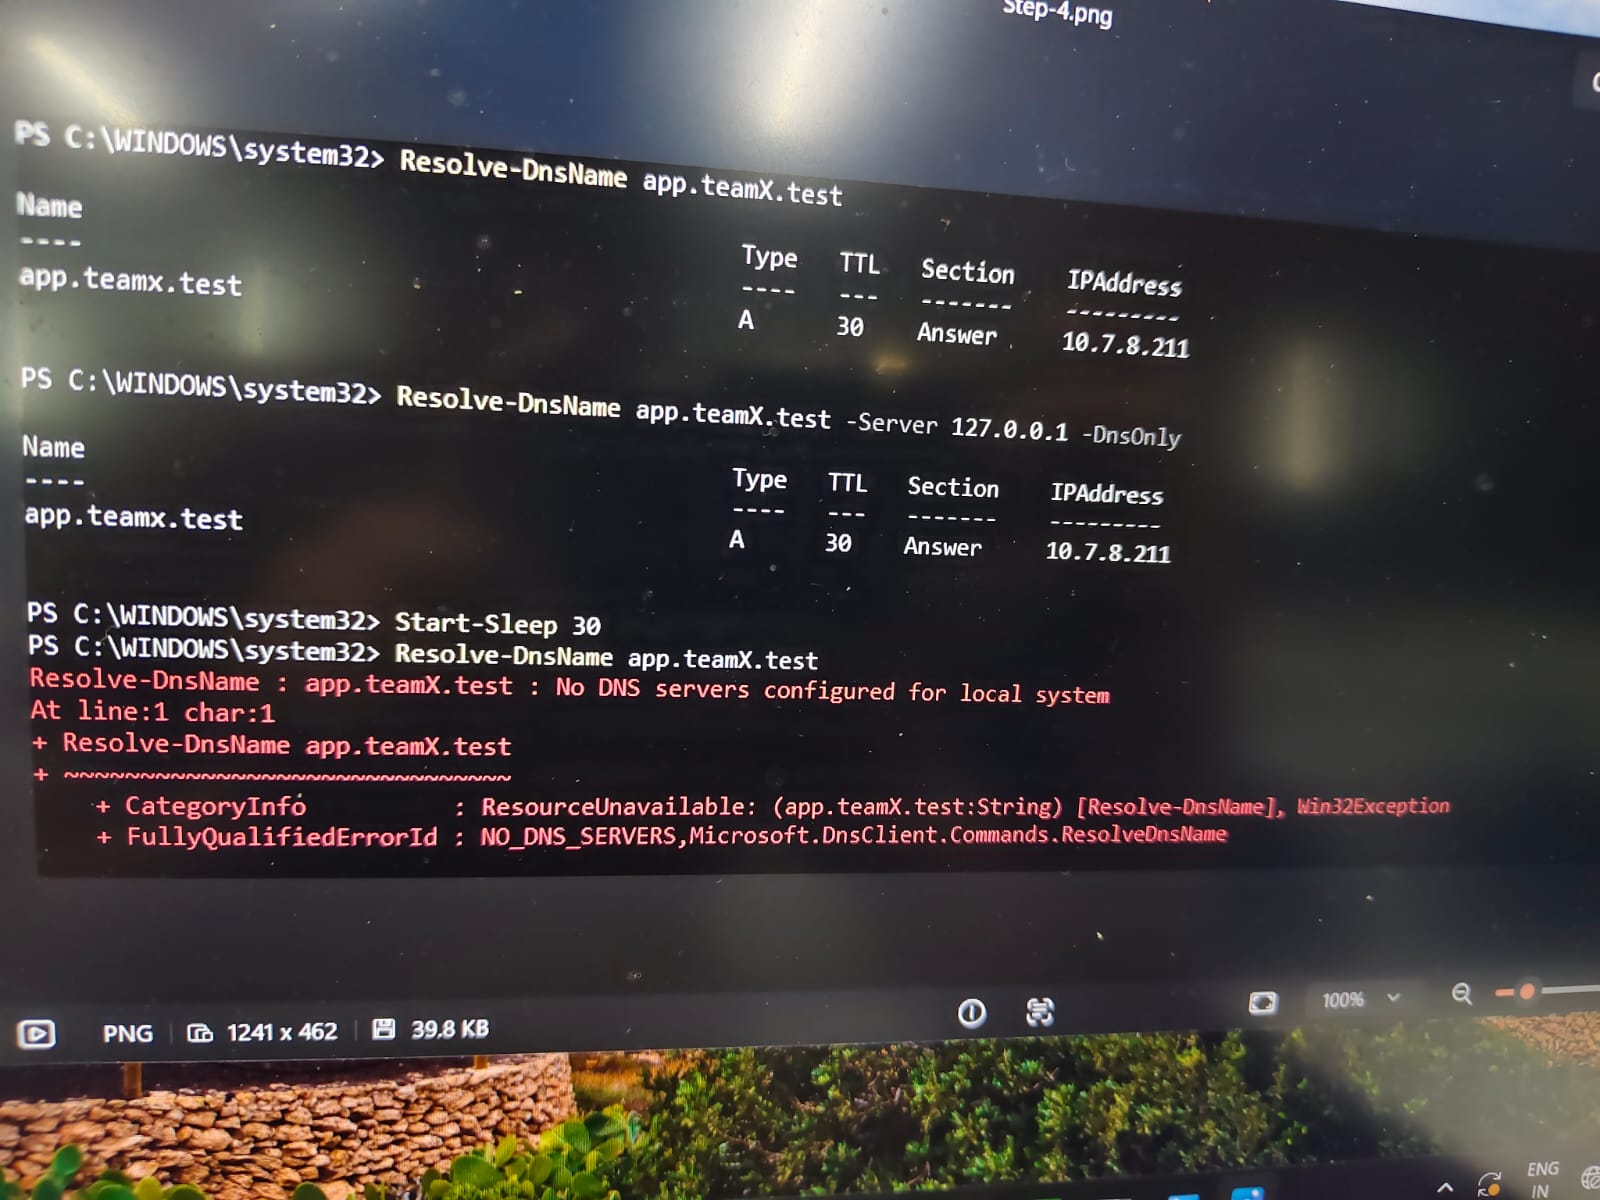 Step-4.png
PS C:\WINDOWS\system32> Resolve-DnsName app.teamX.test
Name Type TTL Section IPAddress
---- ---- --- ------- ---------
app.teamx.test A 30 Answer 10.7.8.211
PS C:\WINDOWS\system32> Resolve-DnsName app.teamX.test -Server 127.0.0.1 -DnsOnly
Name Type TTL Section IPAddress
---- ---- --- ------- ---------
app.teamx.test A 30 Answer 10.7.8.211
PS C:\WINDOWS\system32> Start-Sleep 30
PS C:\WINDOWS\system32> Resolve-DnsName app.teamX.test
Resolve-DnsName : app.teamX.test : No DNS servers configured for local system
At line:1 char:1
+ Resolve-DnsName app.teamX.test
+ ~~~~~~~~~~~~~~~~~~~~~~~~~~~~~~
+ CategoryInfo : ResourceUnavailable: (app.teamX.test:String) [Resolve-DnsName], Win32Exception
+ FullyQualifiedErrorId : NO_DNS_SERVERS,Microsoft.DnsClient.Commands.ResolveDnsName
PNG 1241 x 462 39.8 KB 100%
ENG
IN